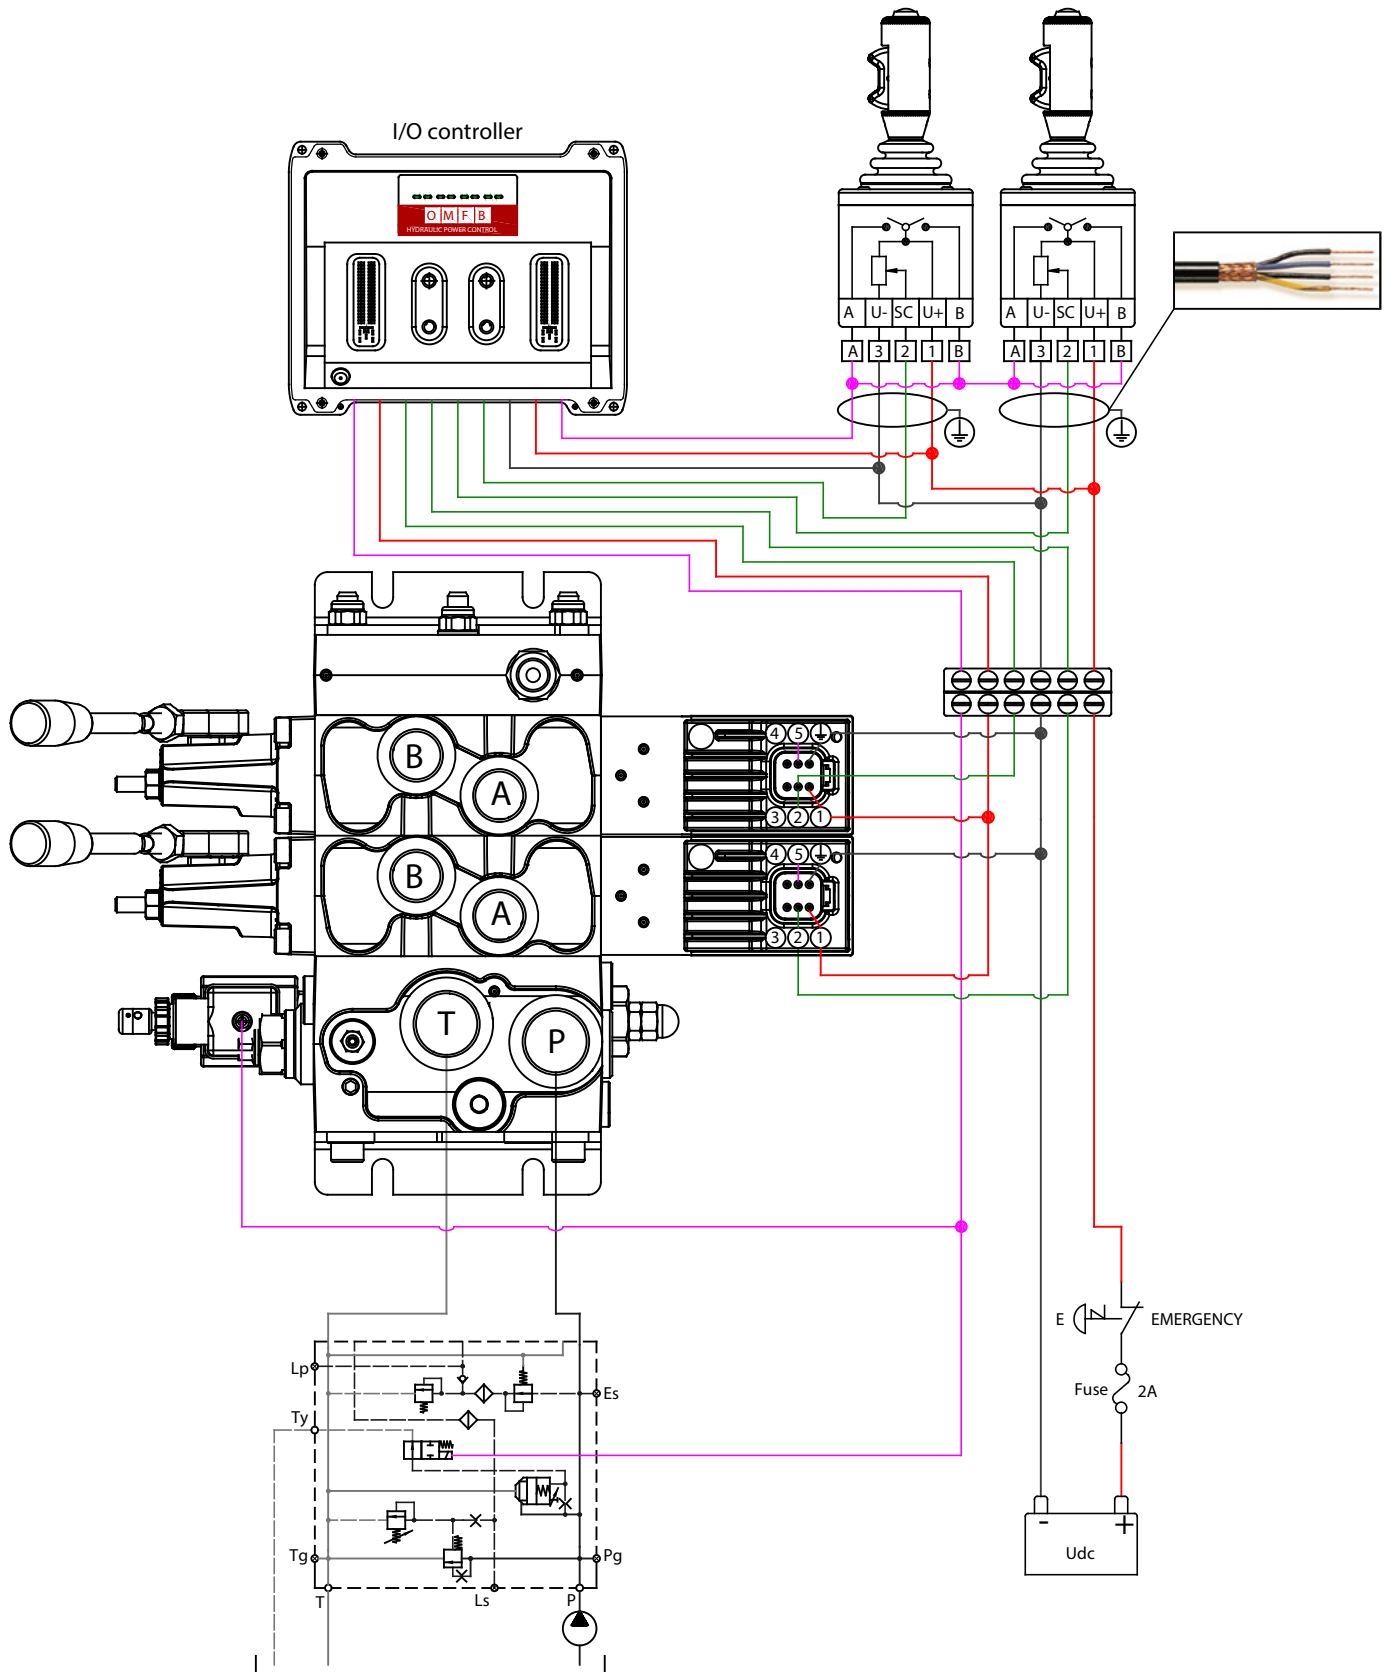 I/O controller
O M F B
HYDRAULIC POWER CONTROL
A U- SC U+ B
A U- SC U+ B
A 3 2 1 B
A 3 2 1 B
4 5
B
A
3 2 1
4 5
B
A
3 2 1
T
P
E
EMERGENCY
Fuse
2A
Lp
Es
Ty
Tg
Pg
T
Ls
P
- +
Udc